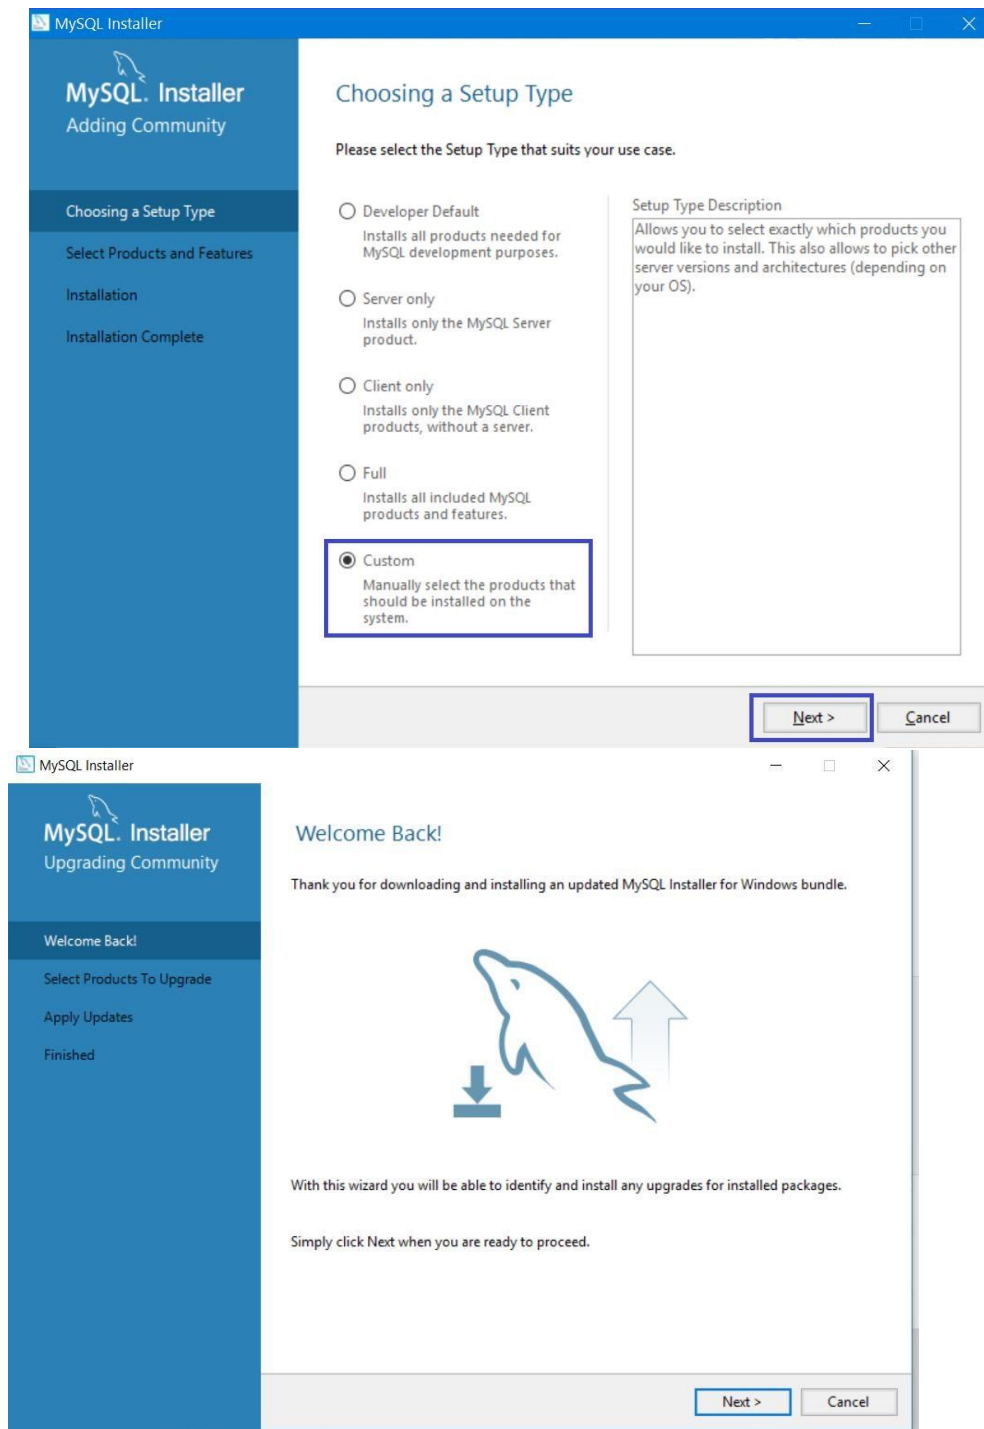 MySQL Installer
MySQL. Installer
Adding Community
Choosing a Setup Type
Select Products and Features
Installation
Installation Complete
Choosing a Setup Type
Please select the Setup Type that suits your use case.
Developer Default
Installs all products needed for
MySQL development purposes.
Server only
Installs only the MySQL Server
product.
Client only
Installs only the MySQL Client
products, without a server.
Full
Installs all included MySQL
products and features.
Custom
Manually select the products that
should be installed on the
system.
Setup Type Description
Allows you to select exactly which products you
would like to install. This also allows to pick other
server versions and architectures (depending on
your OS).
Next >
Cancel
MySQL Installer
MySQL. Installer
Upgrading Community
Welcome Back!
Select Products To Upgrade
Apply Updates
Finished
Welcome Back!
Thank you for downloading and installing an updated MySQL Installer for Windows bundle.
With this wizard you will be able to identify and install any upgrades for installed packages.
Simply click Next when you are ready to proceed.
Next >
Cancel